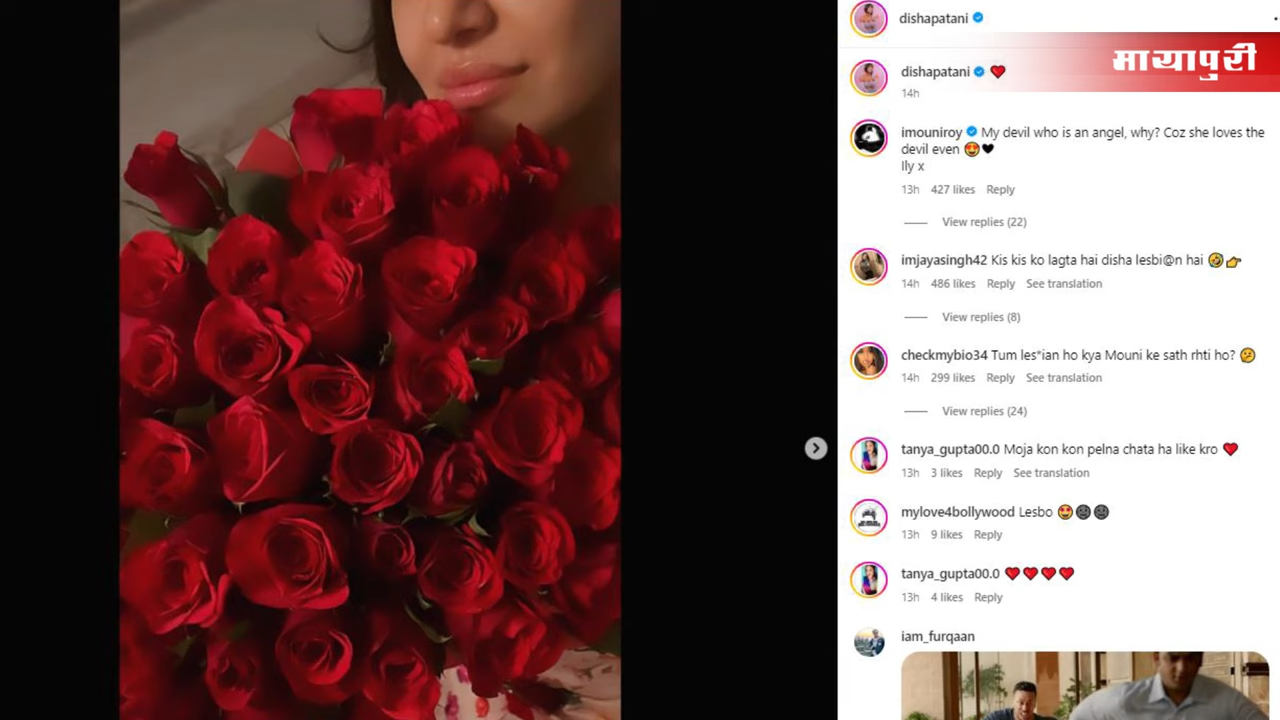 dishapatani
मायापुरी
dishapatani ❤️
14h
imouniroy My devil who is an angel, why? Coz she loves the
devil even 😍🖤
Ily x
13h 427 likes Reply
View replies (22)
imjayasingh42 Kis kis ko lagta hai disha lesbi@n hai 🤣👉
14h 486 likes Reply See translation
View replies (8)
checkmybio34 Tum les*ian ho kya Mouni ke sath rhti ho? 🫤
14h 299 likes Reply See translation
View replies (24)
tanya_gupta00.0 Moja kon kon pelna chata ha like kro ❤️
13h 3 likes Reply See translation
mylove4bollywood Lesbo 😍🌚🌚
13h 9 likes Reply
tanya_gupta00.0 ❤️❤️❤️❤️
13h 4 likes Reply
iam_furqaan